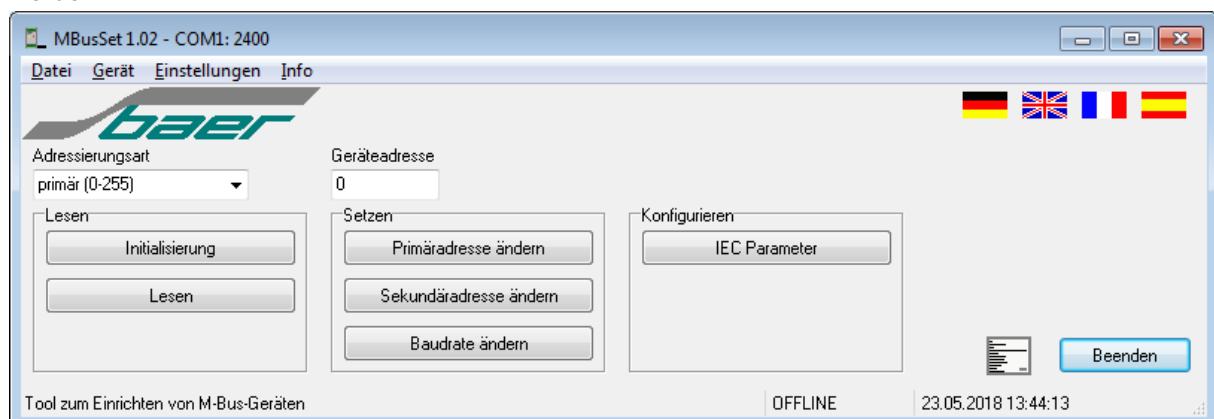 MBusSet 1.02 - COM1: 2400
Datei Gerät Einstellungen Info
baer
Adressierungsart
Geräteadresse
primär (0-255)
0
Lesen
Setzen
Konfigurieren
Initialisierung
Primäradresse ändern
IEC Parameter
Lesen
Sekundäradresse ändern
Baudrate ändern
Beenden
Tool zum Einrichten von M-Bus-Geräten
OFFLINE
23.05.2018 13:44:13